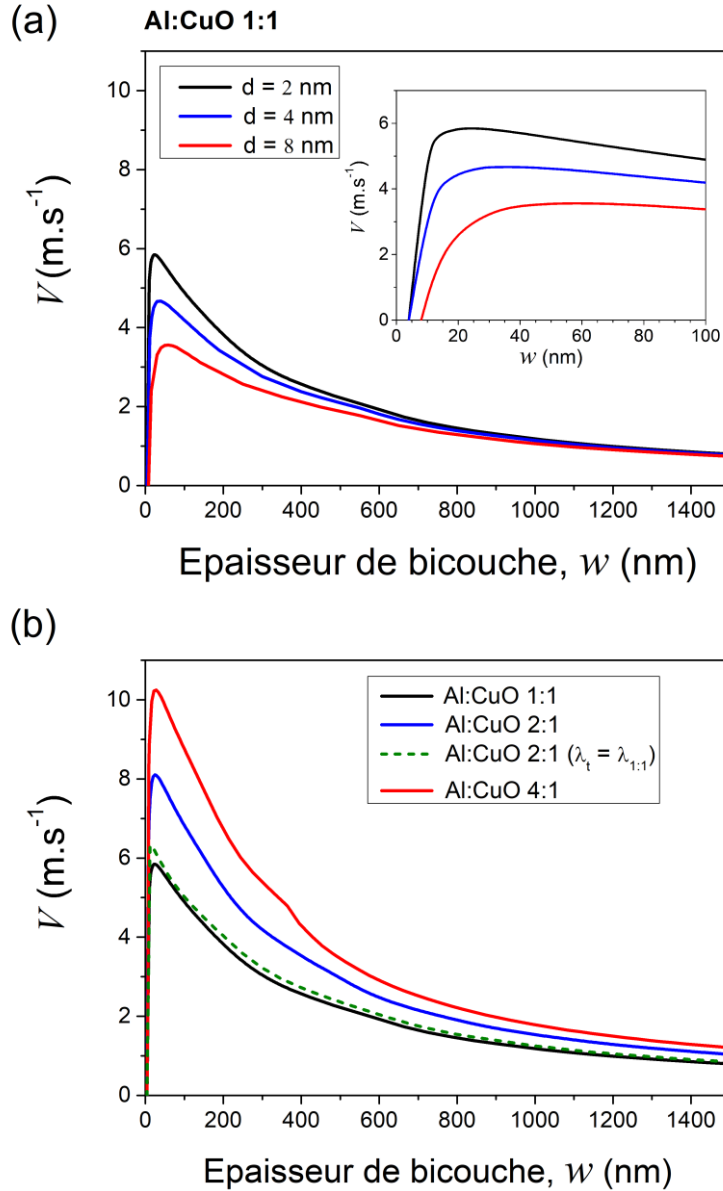 (a) Al:CuO 1:1
d = 2 nm
d = 4 nm
d = 8 nm
V (m.s⁻¹)
10
8
6
4
2
0
0 200 400 600 800 1000 1200 1400
Epaisseur de bicouche, w (nm)
V (m.s⁻¹)
6
4
2
0
0 20 40 60 80 100
w (nm)
(b)
Al:CuO 1:1
Al:CuO 2:1
Al:CuO 2:1 (λt = λ1:1)
Al:CuO 4:1
V (m.s⁻¹)
10
8
6
4
2
0
0 200 400 600 800 1000 1200 1400
Epaisseur de bicouche, w (nm)